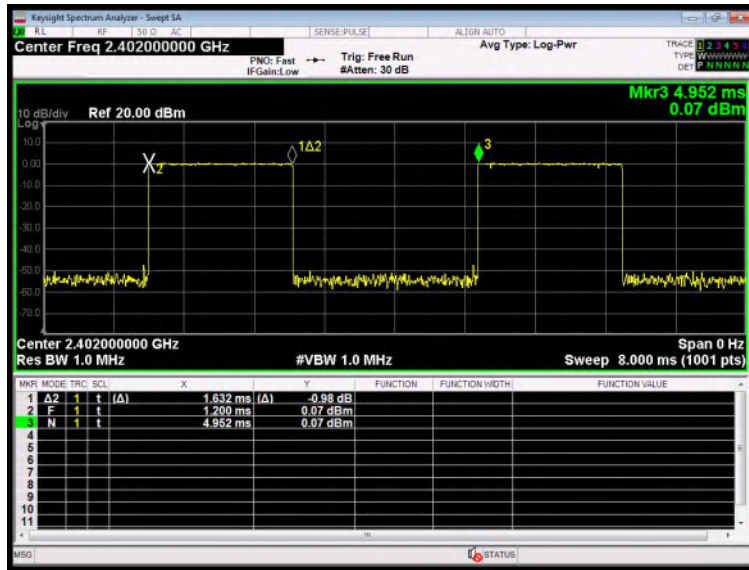 Keysight Spectrum Analyzer - Swept SA
RL RF 50 Ω AC SENSE:PULSE ALIGN AUTO
Center Freq 2.402000000 GHz
Avg Type: Log-Pwr
TRACE 1 2 3 4 5 6
PNO: Fast Trig: Free Run
TYPE
IFGain:Low #Atten: 30 dB
DET P N N N N N
Mkr3 4.952 ms
10 dB/div Ref 20.00 dBm 0.07 dBm
Log
10.0
1Δ2
3
0.00
X2
-10.0
-20.0
-30.0
-40.0
-50.0
-60.0
-70.0
Center 2.402000000 GHz Span 0 Hz
Res BW 1.0 MHz #VBW 1.0 MHz Sweep 8.000 ms (1001 pts)
MKR MODE TRC SCL X Y FUNCTION FUNCTION WIDTH FUNCTION VALUE
1 Δ2 1 t (Δ) 1.632 ms (Δ) -0.98 dB
2 F 1 t 1.200 ms 0.07 dBm
3 N 1 t 4.952 ms 0.07 dBm
4
5
6
7
8
9
10
11
MSG STATUS